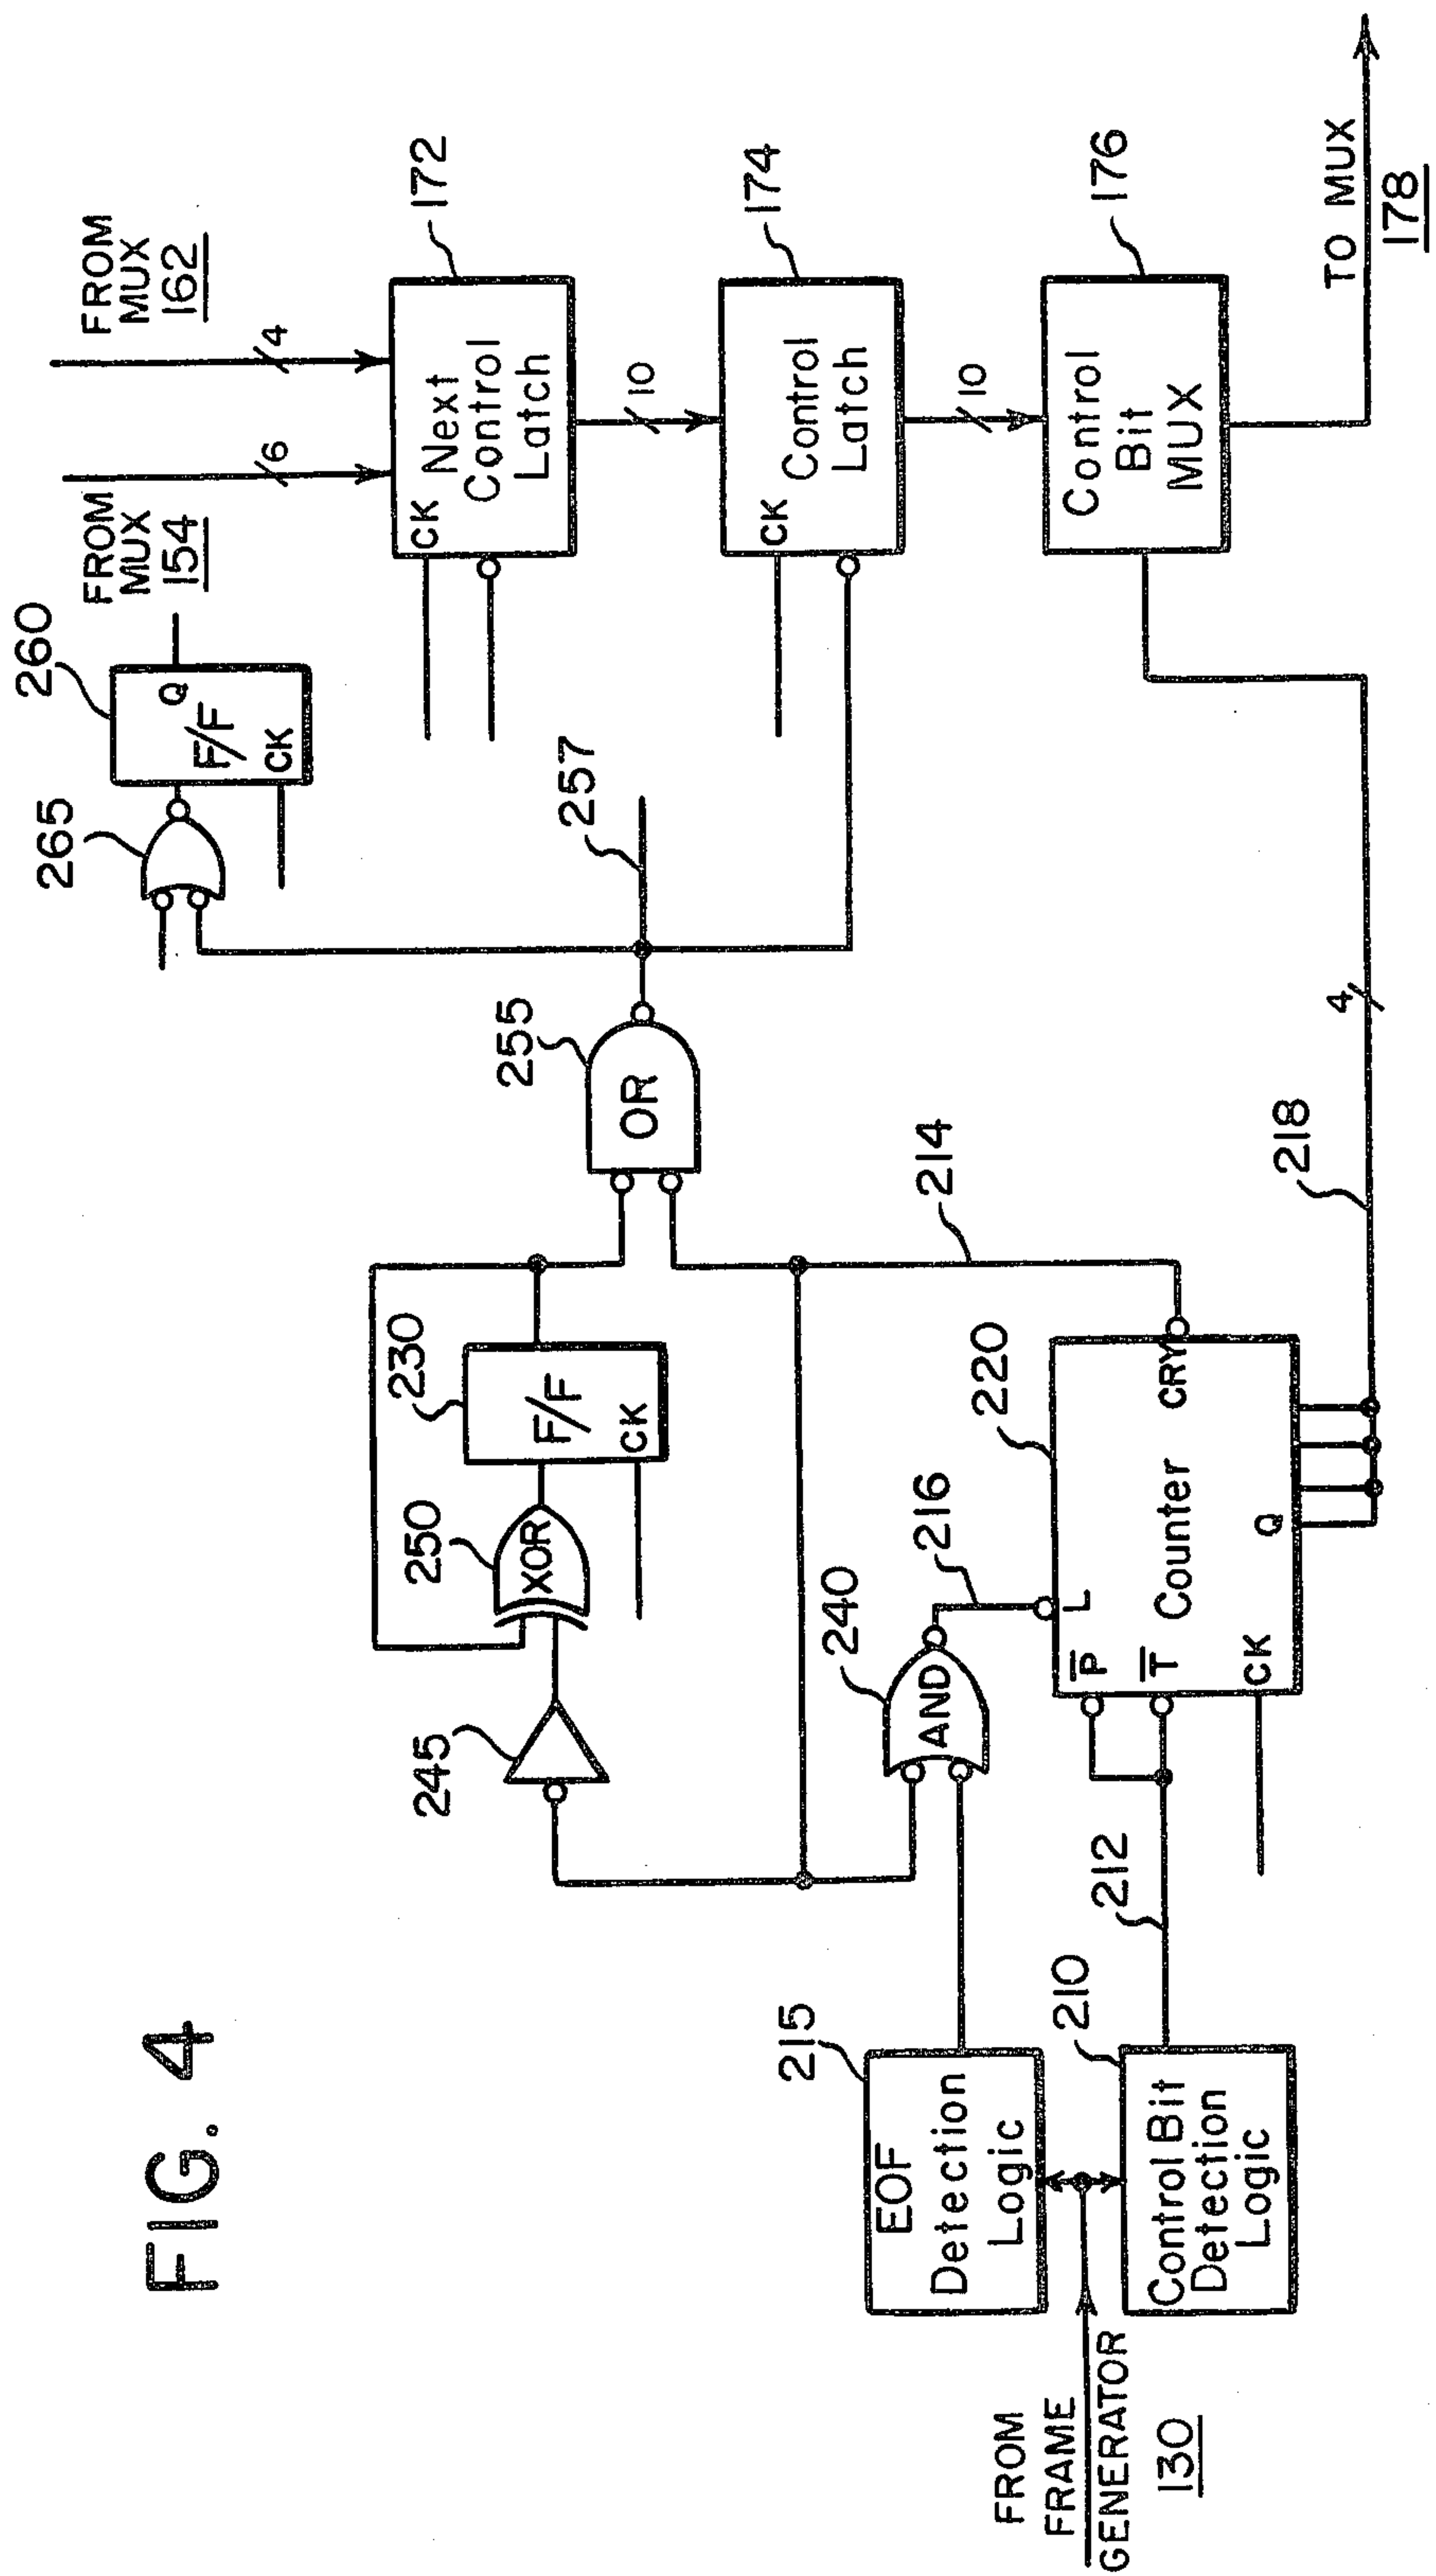 FIG. 4
FROM
FRAME
GENERATOR
130
EOF
Detection
Logic
215
Control Bit
Detection
Logic
210
212
245
XOR
250
F/F
CK
230
AND
240
216
P
T
L
Counter
CK
Q
CRY
220
214
218
4
OR
255
257
265
Q
F/F
CK
260
FROM
MUX
154
6
FROM
MUX
162
4
CK
Next
Control
Latch
172
10
CK
Control
Latch
174
10
Control
Bit
MUX
176
TO MUX
178